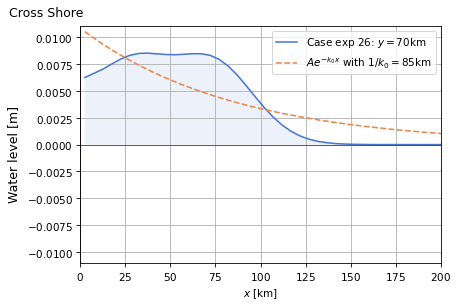 Cross Shore
Water level [m]
0.0100
0.0075
0.0050
0.0025
0.0000
−0.0025
−0.0050
−0.0075
−0.0100
Case exp 26: y = 70km
Ae^{−k_0x} with 1/k_0 = 85km
0 25 50 75 100 125 150 175 200
x [km]